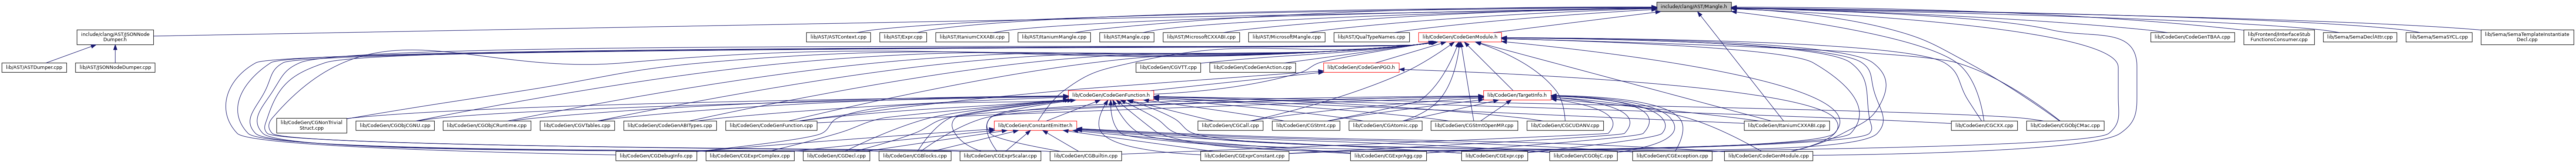 include/clang/AST/Mangle.h
include/clang/AST/JSONNode
Dumper.h
lib/AST/ASTContext.cpp
lib/AST/Expr.cpp
lib/AST/ItaniumCXXABI.cpp
lib/AST/ItaniumMangle.cpp
lib/AST/Mangle.cpp
lib/AST/MicrosoftCXXABI.cpp
lib/AST/MicrosoftMangle.cpp
lib/AST/QualTypeNames.cpp
lib/CodeGen/CodeGenModule.h
lib/CodeGen/CodeGenTBAA.cpp
lib/Frontend/InterfaceStub
FunctionsConsumer.cpp
lib/Sema/SemaDeclAttr.cpp
lib/Sema/SemaSYCL.cpp
lib/Sema/SemaTemplateInstantiate
Decl.cpp
lib/AST/ASTDumper.cpp
lib/AST/JSONNodeDumper.cpp
lib/CodeGen/CGVTT.cpp
lib/CodeGen/CodeGenAction.cpp
lib/CodeGen/CodeGenPGO.h
lib/CodeGen/CodeGenFunction.h
lib/CodeGen/TargetInfo.h
lib/CodeGen/CGNonTrivial
Struct.cpp
lib/CodeGen/CGObjCGNU.cpp
lib/CodeGen/CGObjCRuntime.cpp
lib/CodeGen/CGVTables.cpp
lib/CodeGen/CodeGenABITypes.cpp
lib/CodeGen/CodeGenFunction.cpp
lib/CodeGen/ConstantEmitter.h
lib/CodeGen/CGCall.cpp
lib/CodeGen/CGStmt.cpp
lib/CodeGen/CGAtomic.cpp
lib/CodeGen/CGStmtOpenMP.cpp
lib/CodeGen/CGCUDANV.cpp
lib/CodeGen/ItaniumCXXABI.cpp
lib/CodeGen/CGCXX.cpp
lib/CodeGen/CGObjCMac.cpp
lib/CodeGen/CGDebugInfo.cpp
lib/CodeGen/CGExprComplex.cpp
lib/CodeGen/CGDecl.cpp
lib/CodeGen/CGBlocks.cpp
lib/CodeGen/CGExprScalar.cpp
lib/CodeGen/CGBuiltin.cpp
lib/CodeGen/CGExprConstant.cpp
lib/CodeGen/CGExprAgg.cpp
lib/CodeGen/CGExpr.cpp
lib/CodeGen/CGObjC.cpp
lib/CodeGen/CGException.cpp
lib/CodeGen/CodeGenModule.cpp